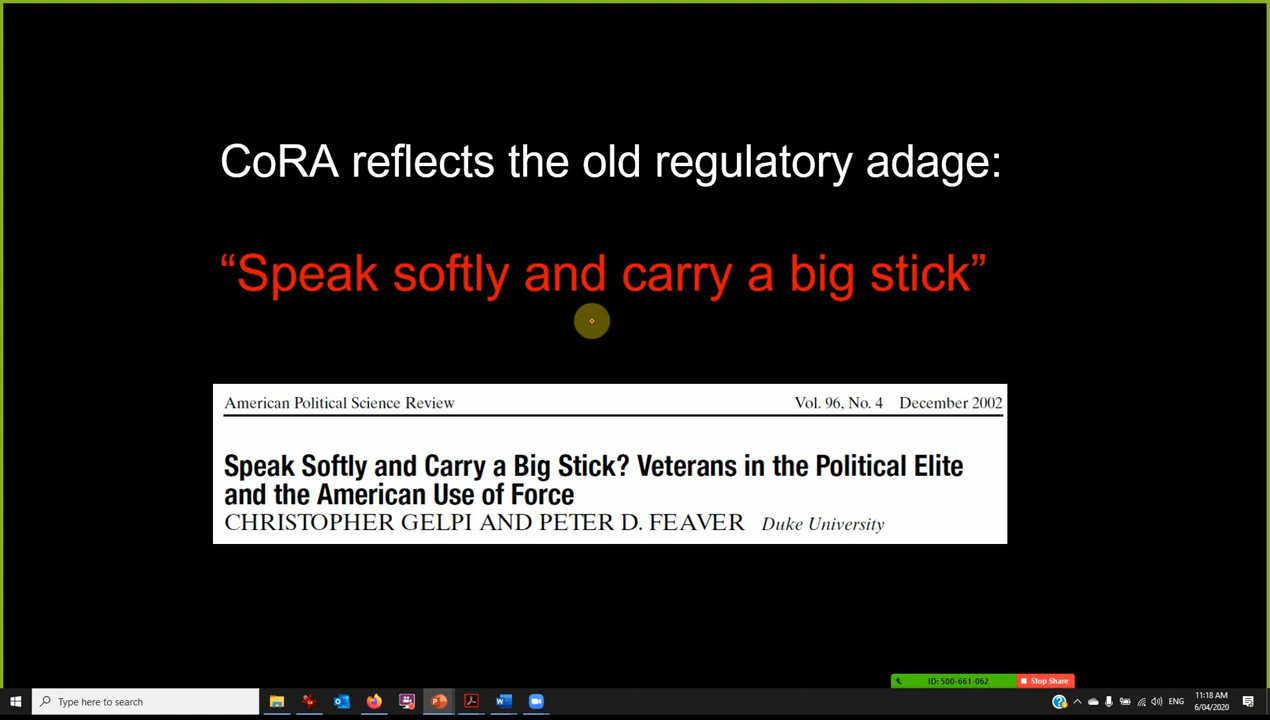 CoRA reflects the old regulatory adage:
“Speak softly and carry a big stick”
American Political Science Review Vol. 96, No. 4 December 2002
Speak Softly and Carry a Big Stick? Veterans in the Political Elite
and the American Use of Force
CHRISTOPHER GELPI AND PETER D. FEAVER Duke University
ID: 500-661-062 Stop Share
Type here to search
ENG
11:18 AM
6/04/2020